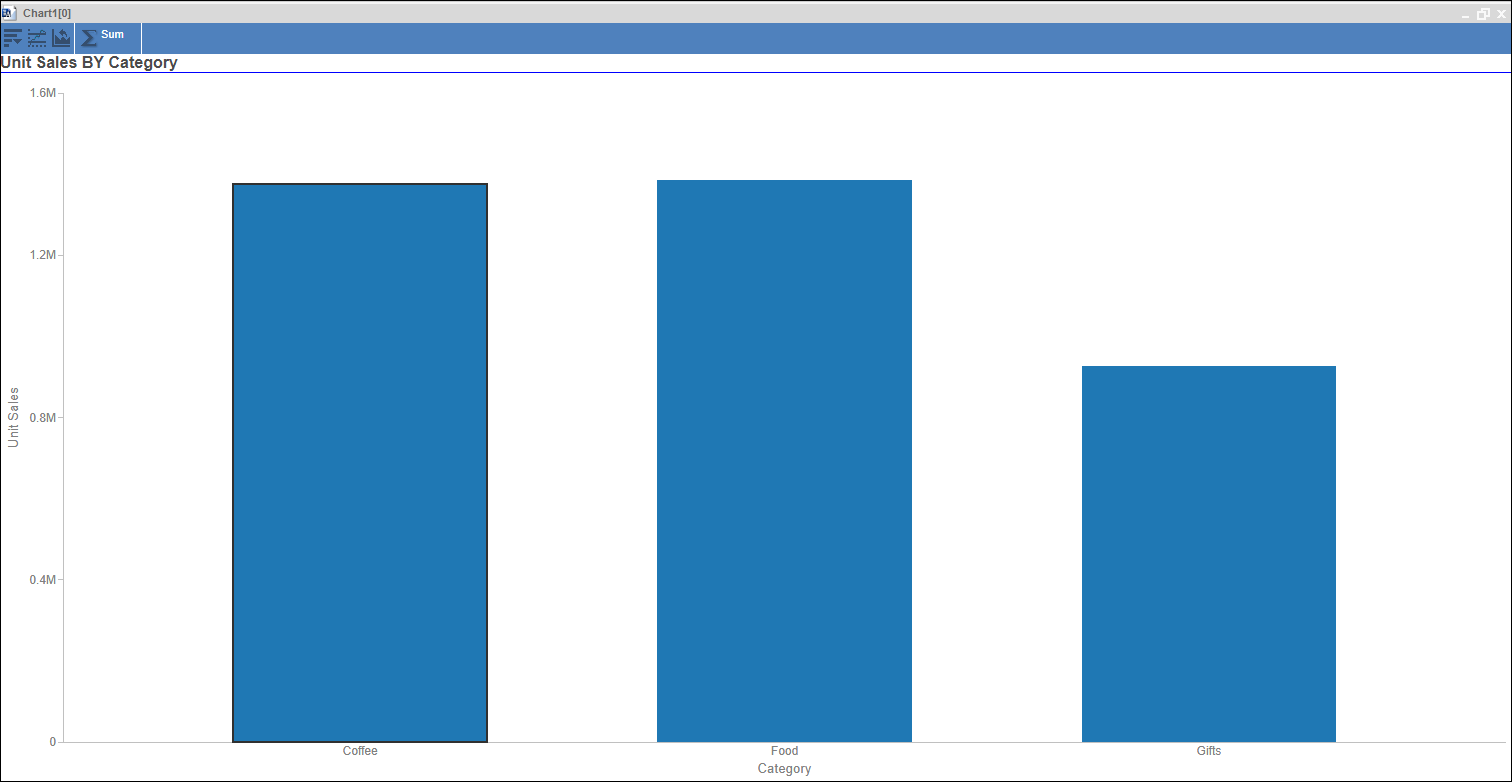 Chart1[0]
Sum
Unit Sales BY Category
1.6M
1.2M
0.8M
0.4M
0
Unit Sales
Coffee Food Gifts
Category